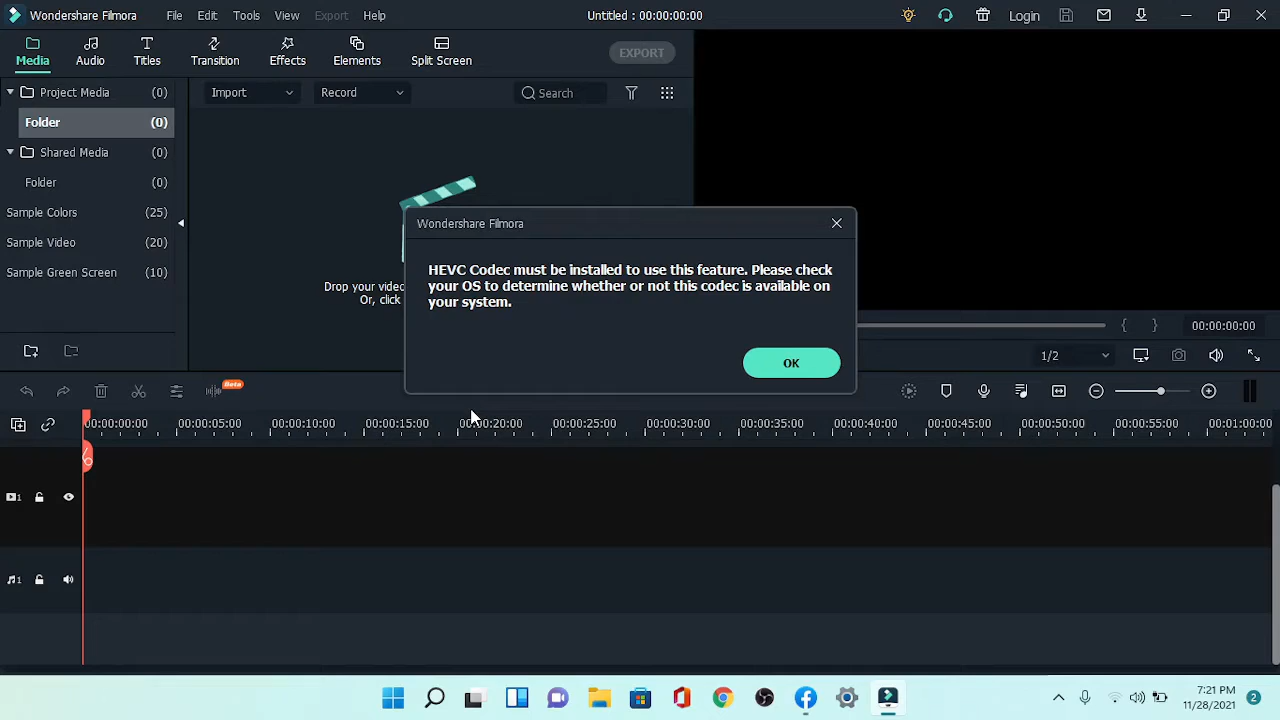 Wondershare Filmora File Edit Tools View Export Help Untitled : 00:00:00:00 Login
Media Audio Titles Transition Effects Elements Split Screen EXPORT
Project Media (0) Import Record Search
Folder (0)
Shared Media (0)
Folder (0)
Sample Colors (25)
Sample Video (20)
Sample Green Screen (10)
Drop your video
Or, click
Wondershare Filmora
HEVC Codec must be installed to use this feature. Please check
your OS to determine whether or not this codec is available on
your system.
OK
{ } 00:00:00:00
1/2
Beta
00:00:00:00 00:00:05:00 00:00:10:00 00:00:15:00 00:00:20:00 00:00:25:00 00:00:30:00 00:00:35:00 00:00:40:00 00:00:45:00 00:00:50:00 00:00:55:00 00:01:00:00
1
1
7:21 PM
11/28/2021 2